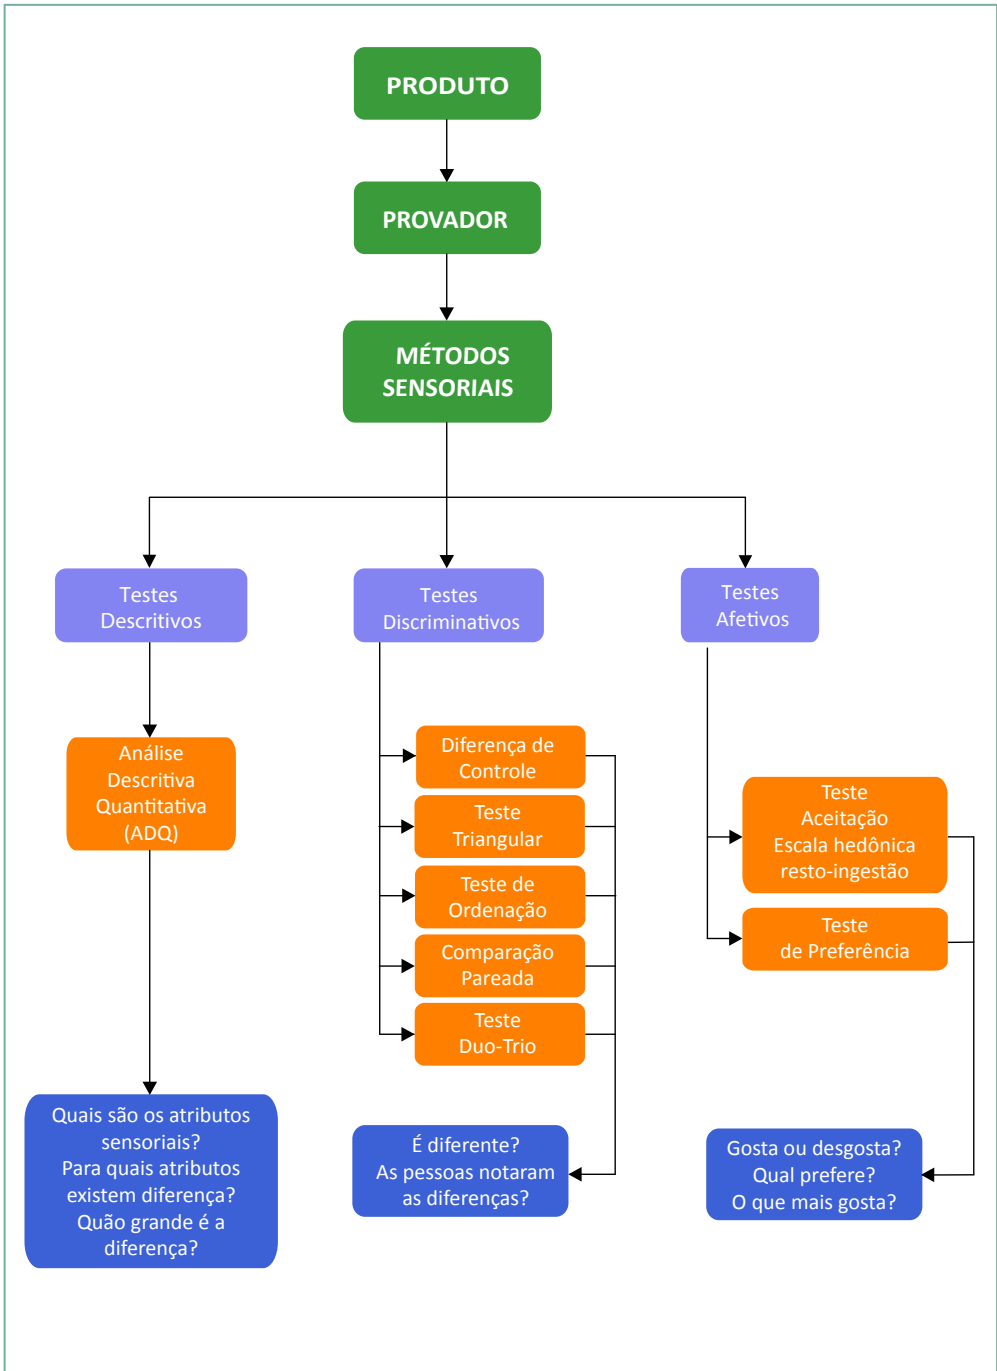 PRODUTO
PROVADOR
MÉTODOS
SENSORIAIS
Testes
Descritivos
Testes
Discriminativos
Testes
Afetivos
Análise
Descritiva
Quantitativa
(ADQ)
Diferença de
Controle
Teste
Triangular
Teste de
Ordenação
Comparação
Pareada
Teste
Duo-Trio
Teste
Aceitação
Escala hedônica
resto-ingestão
Teste
de Preferência
Quais são os atributos
sensoriais?
Para quais atributos
existem diferença?
Quão grande é a
diferença?
É diferente?
As pessoas notaram
as diferenças?
Gosta ou desgosta?
Qual prefere?
O que mais gosta?